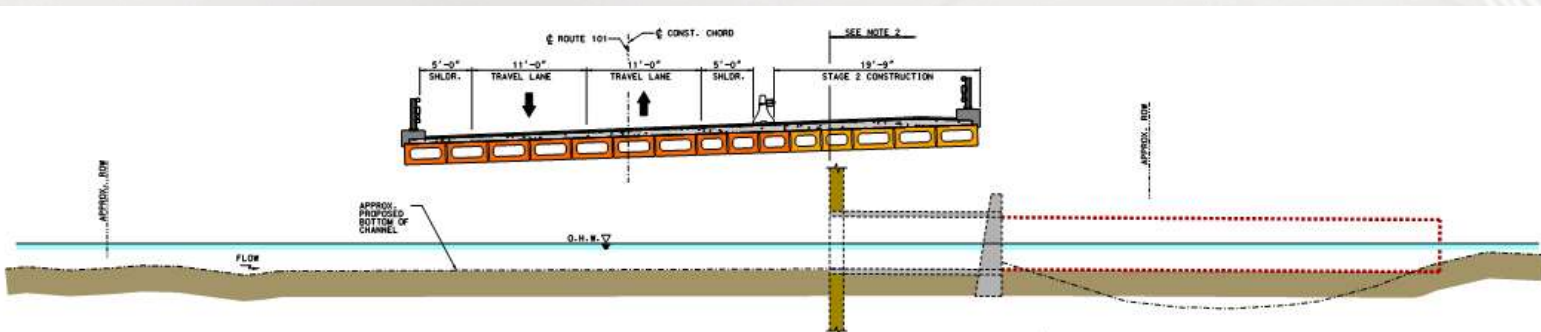 ℄ ROUTE 101
℄ CONST. CHORD
SEE NOTE 2
5'-0"
SHLDR.
11'-0"
TRAVEL LANE
11'-0"
TRAVEL LANE
5'-0"
SHLDR.
19'-9"
STAGE 2 CONSTRUCTION
APPROX. ROW
APPROX. ROW
APPROX.
PROPOSED
BOTTOM OF
CHANNEL
O.H.W.
FLOW